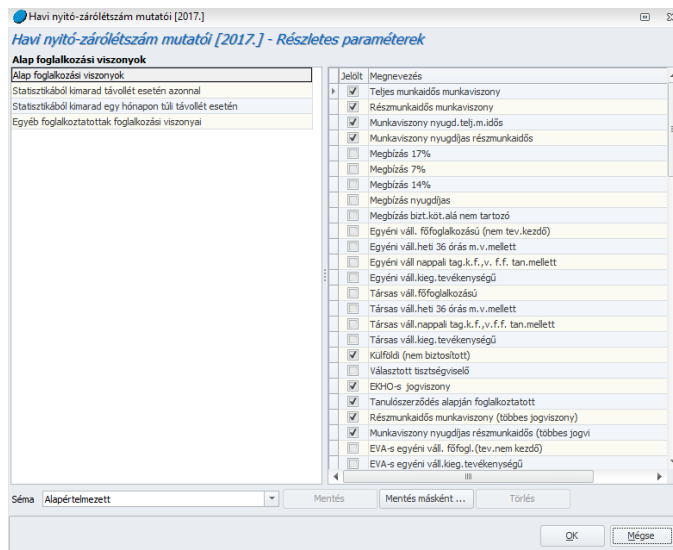 Havi nyitó-zárólétszám mutatói [2017.]
Havi nyitó-zárólétszám mutatói [2017.] - Részletes paraméterek
Alap foglalkozási viszonyok
Alap foglalkozási viszonyok
Statisztikából kimarad távollét esetén azonnal
Statisztikából kimarad egy hónapon túli távollét esetén
Egyéb foglalkoztatottak foglalkozási viszonyai
Jelölt Megnevezés
Teljes munkaidős munkaviszony
Részmunkaidős munkaviszony
Munkaviszony nyugd.telj.m.idős
Munkaviszony nyugdíjas részmunkaidős
Megbízás 17%
Megbízás 7%
Megbízás 14%
Megbízás nyugdíjas
Megbízás bizt.köt.alá nem tartozó
Egyéni váll. főfoglalkozású (nem tev.kezdő)
Egyéni váll.heti 36 órás m.v.mellett
Egyéni váll nappali tag.k.f.,v. f.f. tan.mellett
Egyéni váll.kieg.tevékenységű
Társas váll.főfoglalkozású
Társas váll.heti 36 órás m.v.mellett
Társas váll.nappali tag.k.f.,v.f.f. tan.mellett
Társas váll.kieg.tevékenységű
Külföldi (nem biztosított)
Választott tisztségviselő
EKHO-s jogviszony
Tanulószerződés alapján foglalkoztatott
Részmunkaidős munkaviszony (többes jogviszony)
Munkaviszony nyugdíjas részmunkaidős (többes jogvi
EVA-s egyéni váll. főfogl.(tev.nem kezdő)
EVA-s egyéni váll.kieg.tevékenységű
Séma Alapértelmezett Mentés Mentés másként ... Törlés
OK Mégse